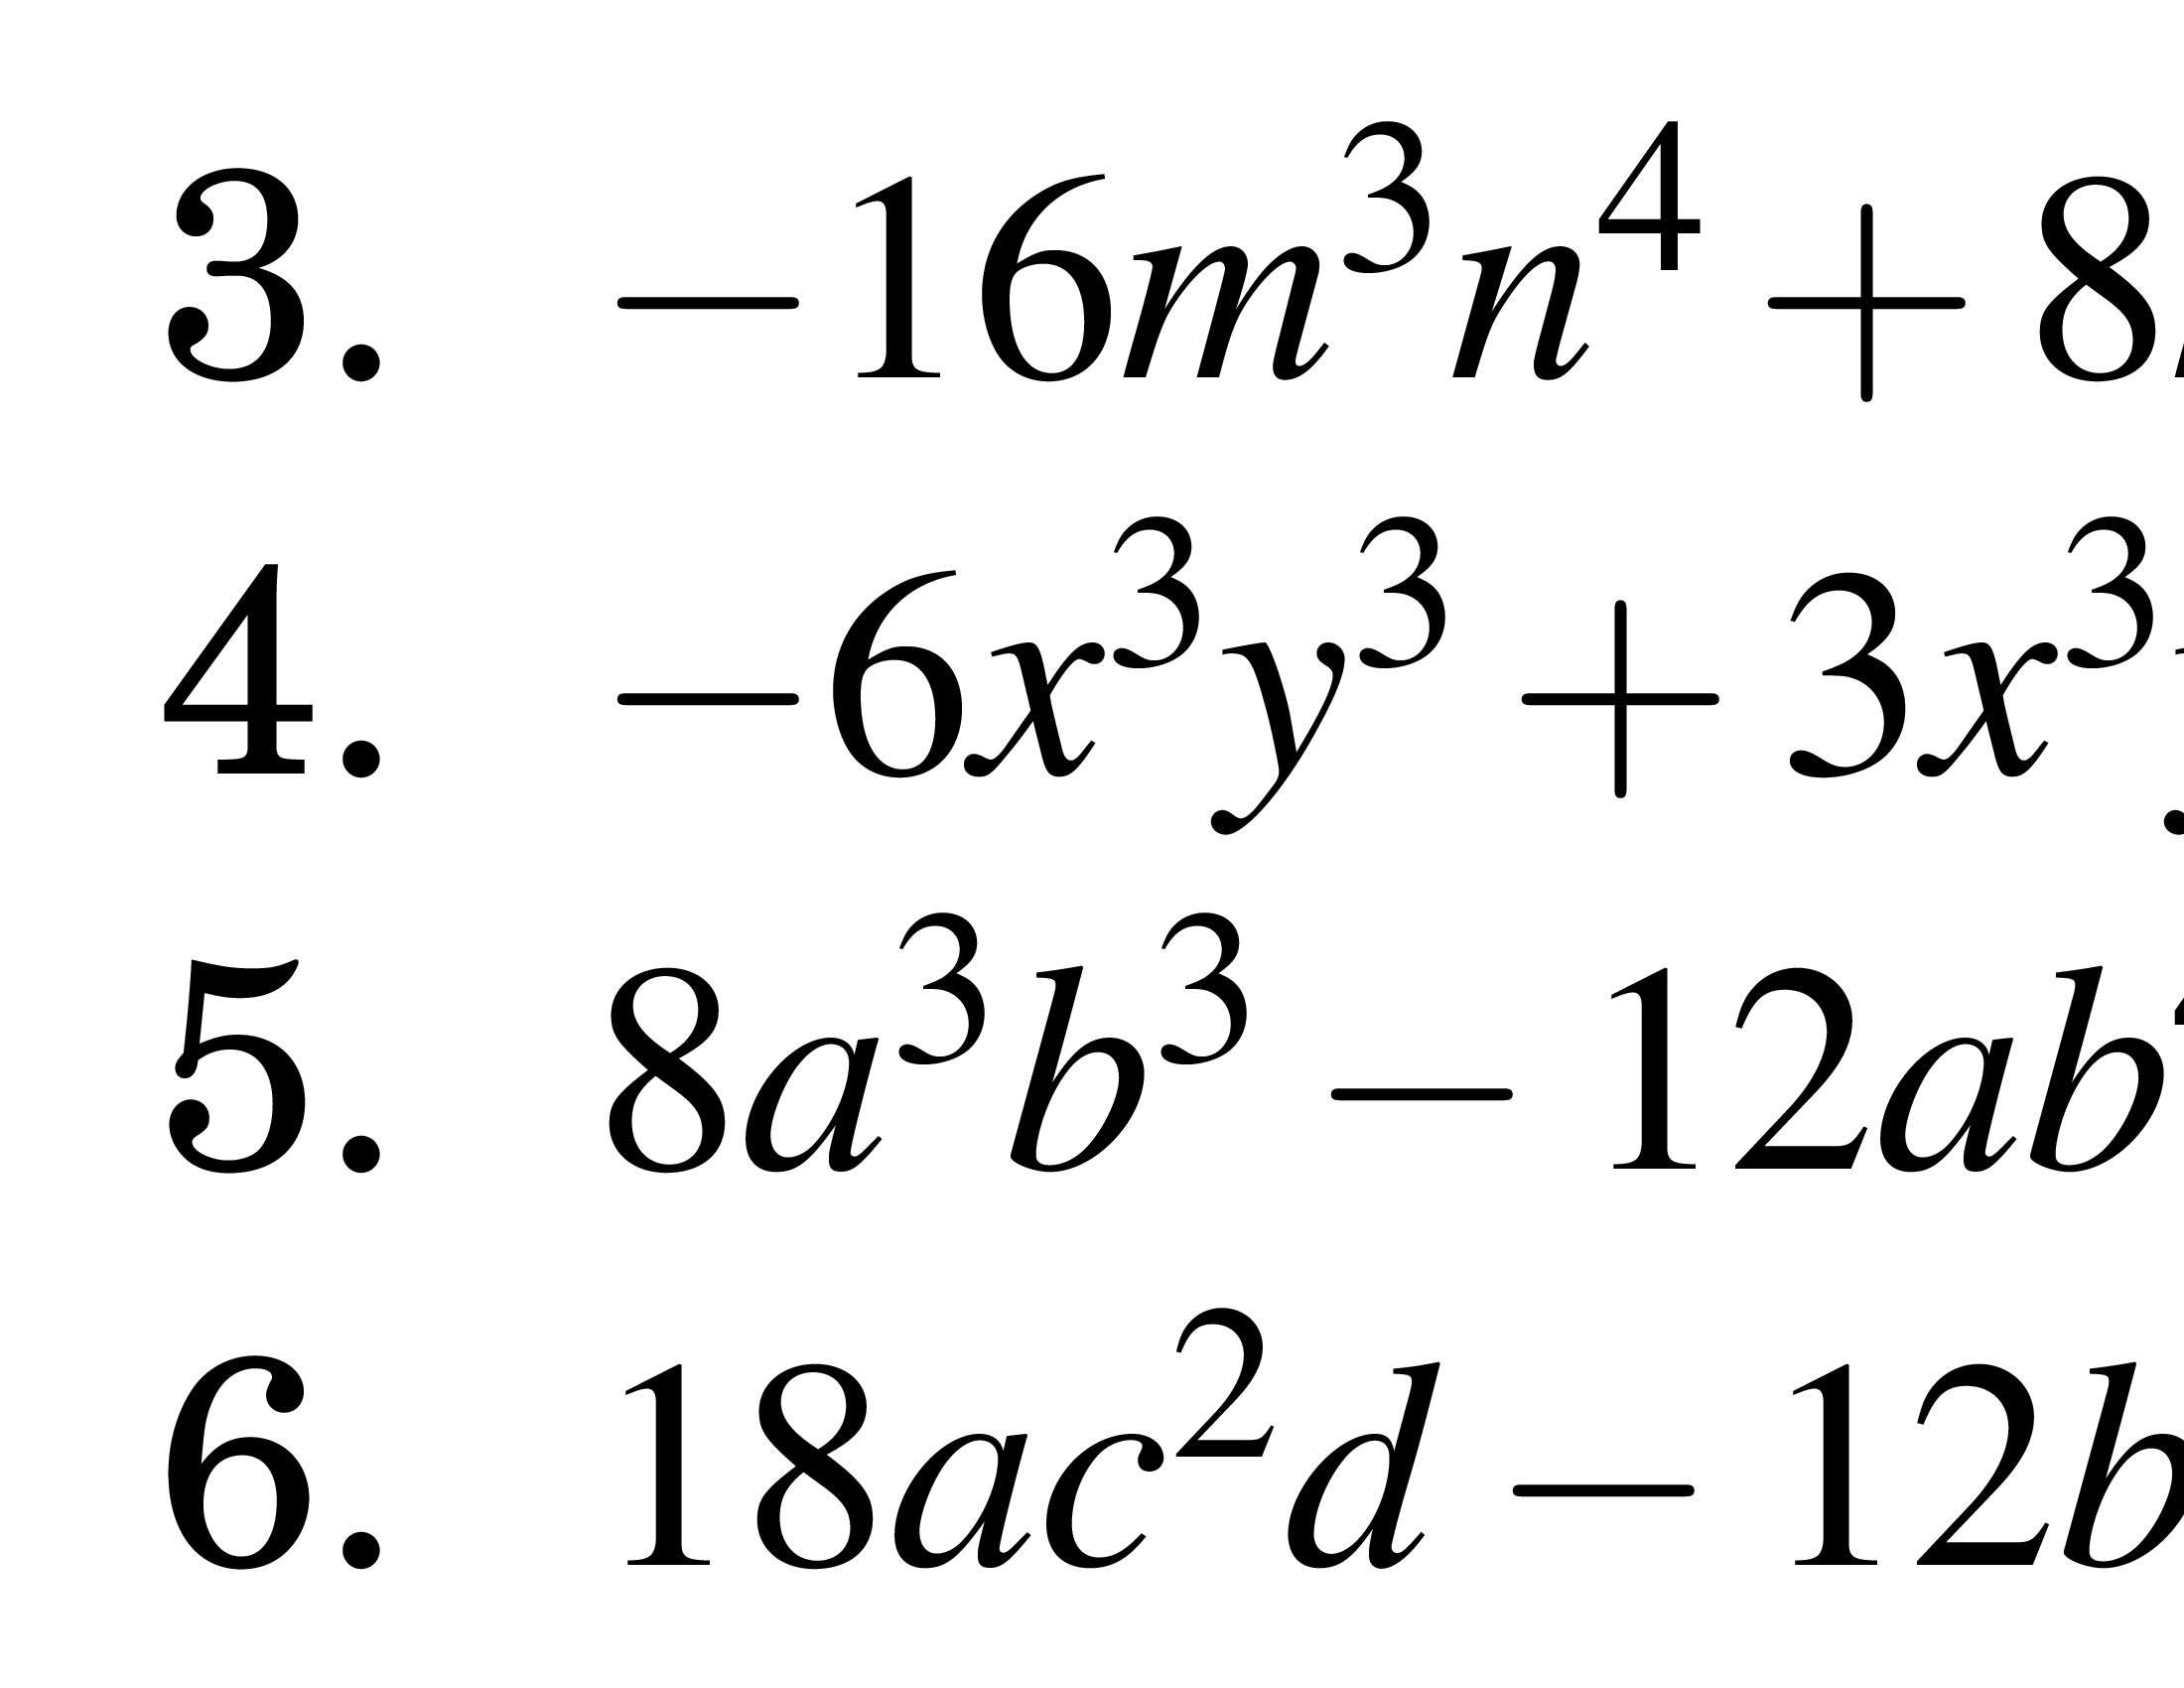 3. −16m³n⁴ + 8
4. −6x³y³ + 3x³
5. 8a³b³ − 12ab
6. 18ac²d − 12b